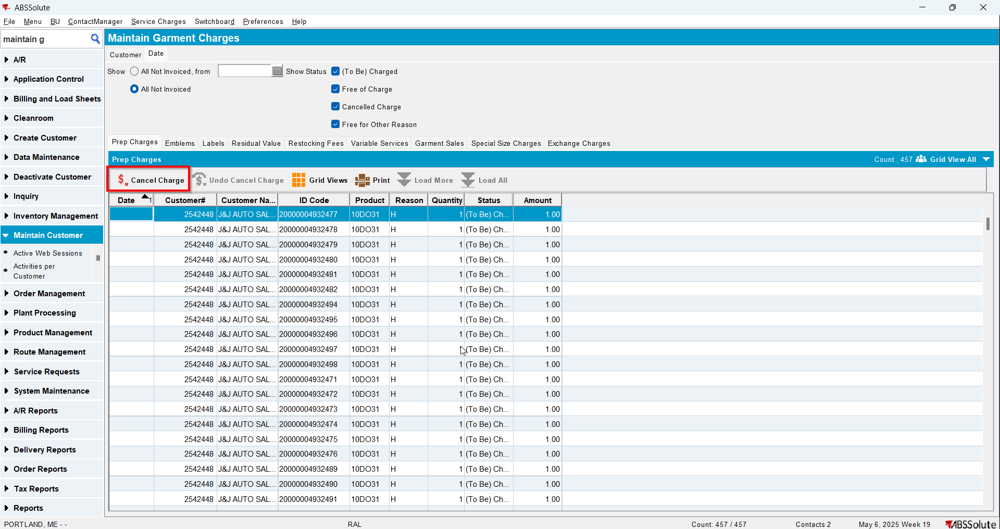 ABSSolute
File Menu BU ContactManager Service Charges Switchboard Preferences Help
maintain g
Maintain Garment Charges
A/R
Application Control
Billing and Load Sheets
Cleanroom
Create Customer
Data Maintenance
Deactivate Customer
Inquiry
Inventory Management
Maintain Customer
Active Web Sessions
Activities per
Customer
Order Management
Plant Processing
Product Management
Route Management
Service Requests
System Maintenance
A/R Reports
Billing Reports
Delivery Reports
Order Reports
Tax Reports
Reports
Customer Date
Show All Not Invoiced, from 15 Show Status (To Be) Charged
All Not Invoiced Free of Charge
Cancelled Charge
Free for Other Reason
Prep Charges Emblems Labels Residual Value Restocking Fees Variable Services Garment Sales Special Size Charges Exchange Charges
Prep Charges Count : 457 Grid View All
Cancel Charge Undo Cancel Charge Grid Views Print Load More Load All
Date 1 Customer# Customer Na... ID Code Product Reason Quantity Status Amount
2542448 J&J AUTO SAL... 20000004932477 10DO31 H 1 (To Be) Ch... 1.00
2542448 J&J AUTO SAL... 20000004932478 10DO31 H 1 (To Be) Ch... 1.00
2542448 J&J AUTO SAL... 20000004932479 10DO31 H 1 (To Be) Ch... 1.00
2542448 J&J AUTO SAL... 20000004932480 10DO31 H 1 (To Be) Ch... 1.00
2542448 J&J AUTO SAL... 20000004932481 10DO31 H 1 (To Be) Ch... 1.00
2542448 J&J AUTO SAL... 20000004932482 10DO31 H 1 (To Be) Ch... 1.00
2542448 J&J AUTO SAL... 20000004932494 10DO31 H 1 (To Be) Ch... 1.00
2542448 J&J AUTO SAL... 20000004932495 10DO31 H 1 (To Be) Ch... 1.00
2542448 J&J AUTO SAL... 20000004932496 10DO31 H 1 (To Be) Ch... 1.00
2542448 J&J AUTO SAL... 20000004932497 10DO31 H 1 (To Be) Ch... 1.00
2542448 J&J AUTO SAL... 20000004932498 10DO31 H 1 (To Be) Ch... 1.00
2542448 J&J AUTO SAL... 20000004932471 10DO31 H 1 (To Be) Ch... 1.00
2542448 J&J AUTO SAL... 20000004932472 10DO31 H 1 (To Be) Ch... 1.00
2542448 J&J AUTO SAL... 20000004932473 10DO31 H 1 (To Be) Ch... 1.00
2542448 J&J AUTO SAL... 20000004932474 10DO31 H 1 (To Be) Ch... 1.00
2542448 J&J AUTO SAL... 20000004932475 10DO31 H 1 (To Be) Ch... 1.00
2542448 J&J AUTO SAL... 20000004932476 10DO31 H 1 (To Be) Ch... 1.00
2542448 J&J AUTO SAL... 20000004932489 10DO31 H 1 (To Be) Ch... 1.00
2542448 J&J AUTO SAL... 20000004932490 10DO31 H 1 (To Be) Ch... 1.00
2542448 J&J AUTO SAL... 20000004932491 10DO31 H 1 (To Be) Ch... 1.00
PORTLAND, ME - - RAL Count: 457 / 457 Contacts 2 May 6, 2025 Week 19 ABSSolute